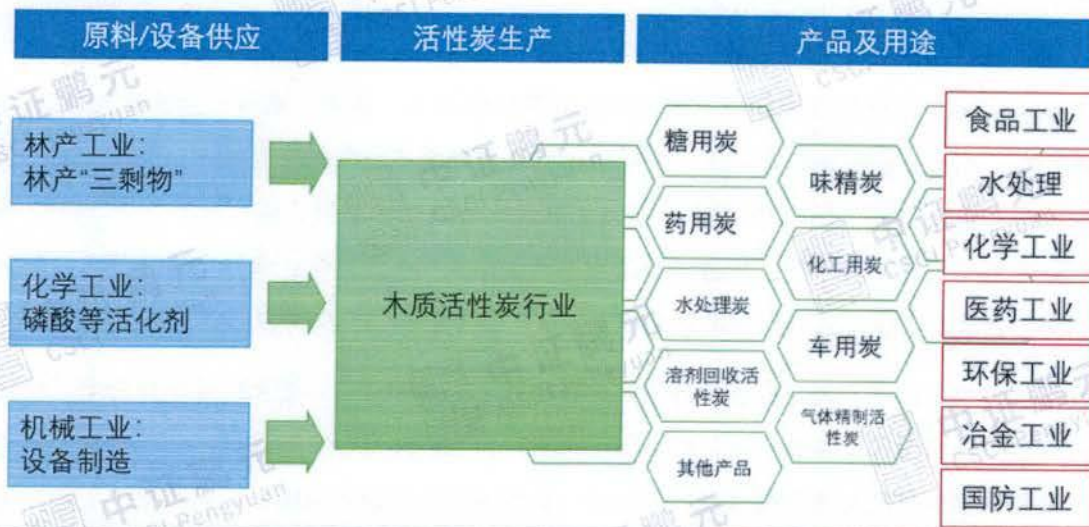 原料/设备供应
活性炭生产
产品及用途
林产工业:
林产“三剩物”
化学工业:
磷酸等活化剂
机械工业:
设备制造
木质活性炭行业
糖用炭
药用炭
水处理炭
溶剂回收活
性炭
其他产品
味精炭
化工用炭
车用炭
气体精制活
性炭
食品工业
水处理
化学工业
医药工业
环保工业
冶金工业
国防工业
中证鹏元
CSCI Pengyuan